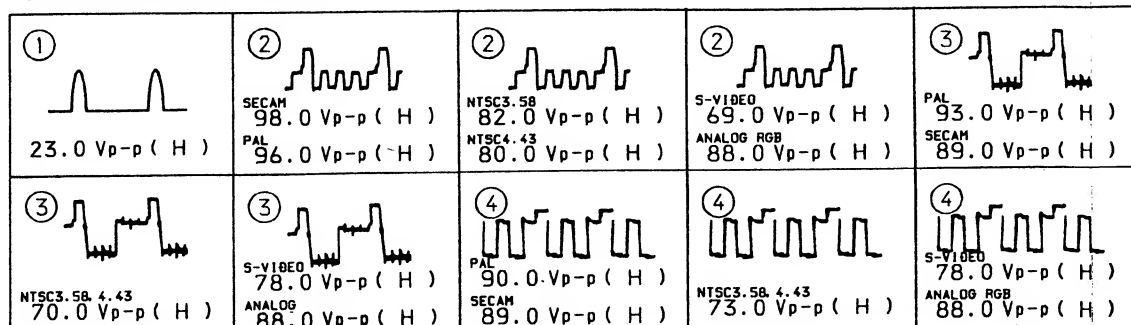 ①
23.0 Vp-p ( H )
②
SECAM
98.0 Vp-p ( H )
PAL
96.0 Vp-p ( H )
②
NTSC3.58
82.0 Vp-p ( H )
NTSC4.43
80.0 Vp-p ( H )
②
S-VIDEO
69.0 Vp-p ( H )
ANALOG RGB
88.0 Vp-p ( H )
③
PAL
93.0 Vp-p ( H )
SECAM
89.0 Vp-p ( H )
③
NTSC3.58, 4.43
70.0 Vp-p ( H )
③
S-VIDEO
78.0 Vp-p ( H )
ANALOG
88.0 Vp-p ( H )
④
PAL
90.0 Vp-p ( H )
SECAM
89.0 Vp-p ( H )
④
NTSC3.58, 4.43
73.0 Vp-p ( H )
④
S-VIDEO
78.0 Vp-p ( H )
ANALOG RGB
88.0 Vp-p ( H )